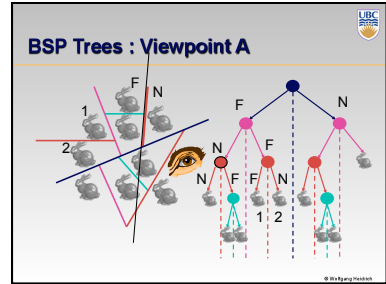 UBC
BSP Trees : Viewpoint A
F
N
1
2
F
N
N
F
N
F
F
N
1
2
© Wolfgang Heidrich